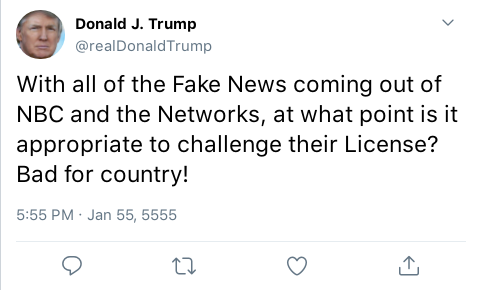 Donald J. Trump
@realDonaldTrump
With all of the Fake News coming out of
NBC and the Networks, at what point is it
appropriate to challenge their License?
Bad for country!
5:55 PM · Jan 55, 5555